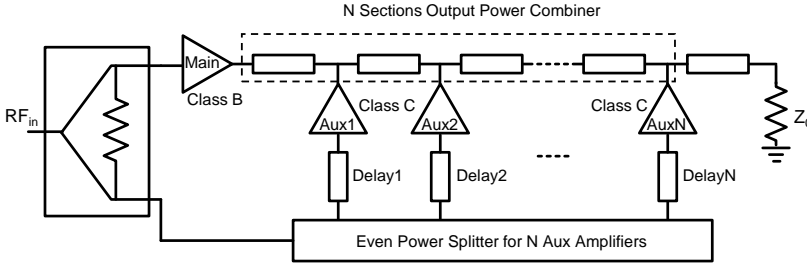 N Sections Output Power Combiner
Main
Class B
RFin
Class C
Class C
Aux1
Aux2
AuxN
Z0
Delay1
Delay2
DelayN
Even Power Splitter for N Aux Amplifiers